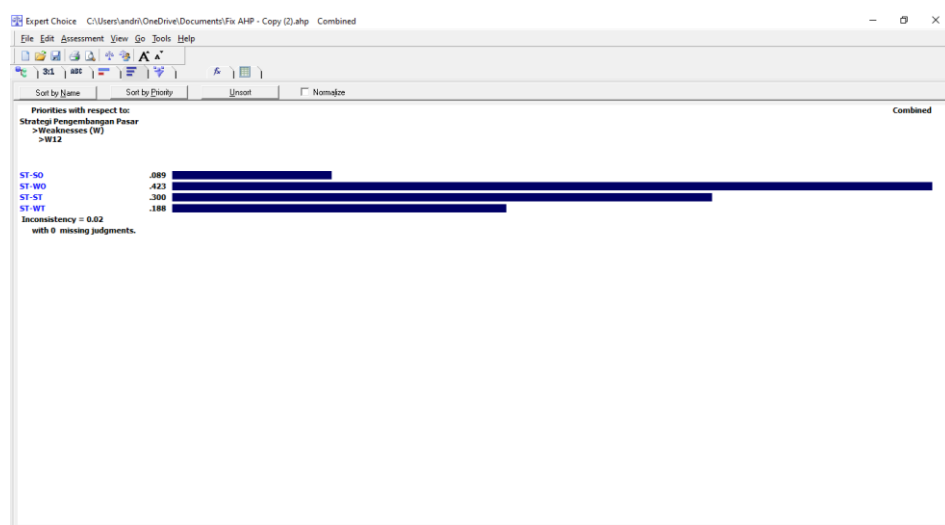 Expert Choice C:\Users\andri\OneDrive\Documents\Fix AHP - Copy (2).ahp Combined
File Edit Assessment View Go Tools Help
A A
3:1 ABC fx
Sort by Name Sort by Priority Unsort Normalize
Priorities with respect to: Combined
Strategi Pengembangan Pasar
>Weaknesses (W)
>W12
ST-SO .089
ST-WO .423
ST-ST .300
ST-WT .188
Inconsistency = 0.02
with 0 missing judgments.